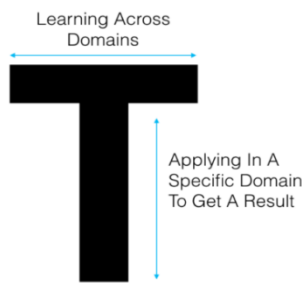 Learning Across
Domains
Applying In A
Specific Domain
To Get A Result